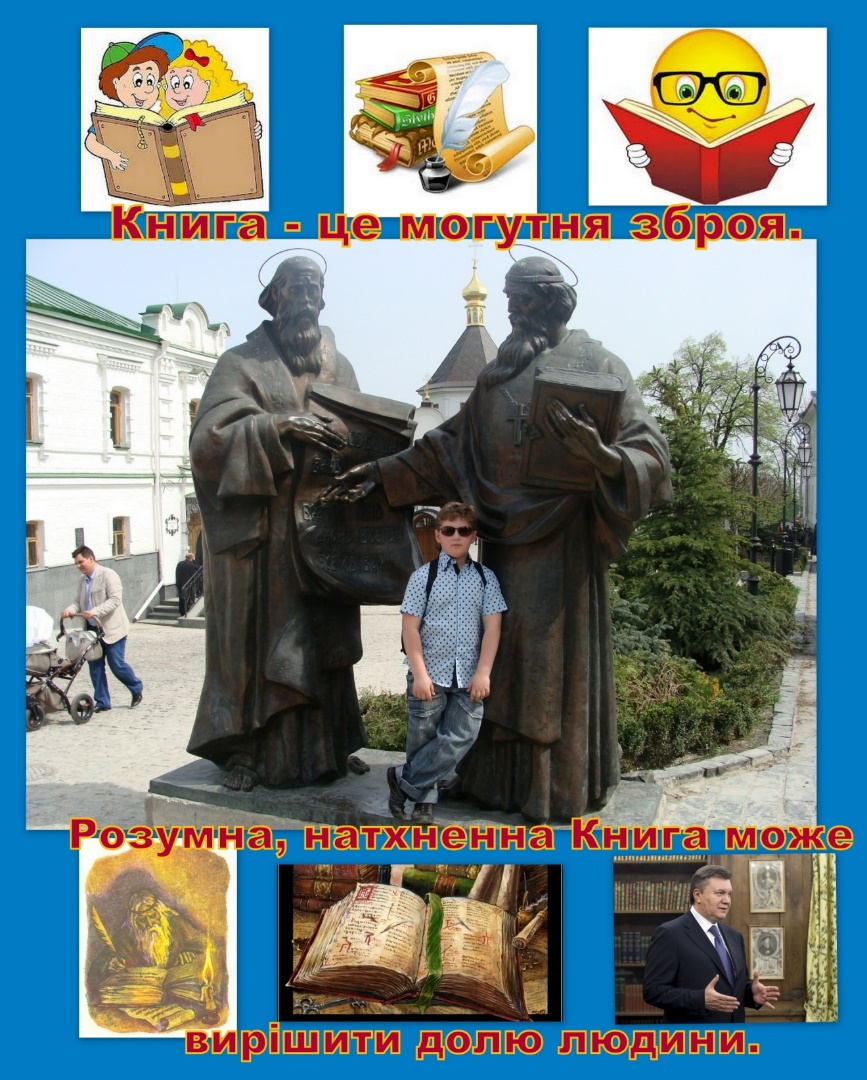 Книга - це могутня зброя.
Розумна, натхненна Книга може
вирішити долю людини.